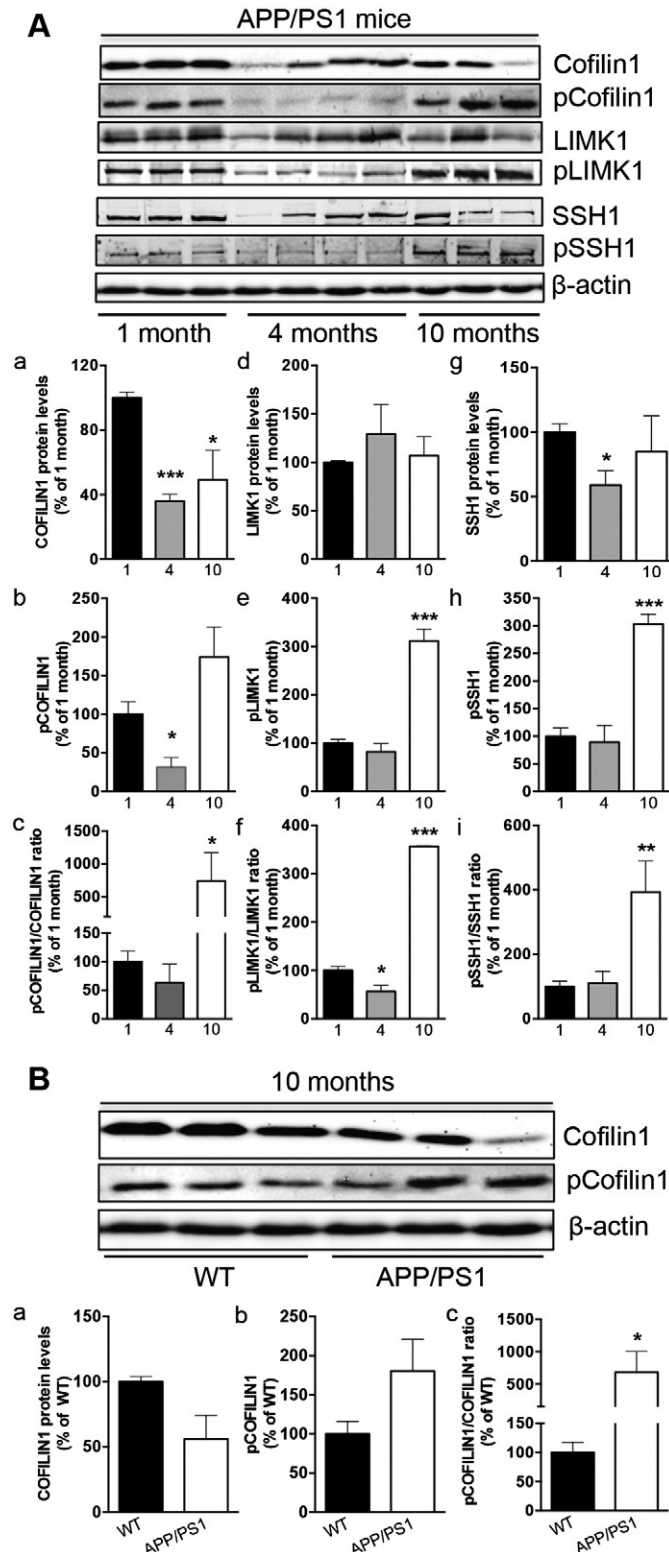 A
APP/PS1 mice
Cofilin1
pCofilin1
LIMK1
pLIMK1
SSH1
pSSH1
β-actin
1 month 4 months 10 months
a
COFILIN1 protein levels
(% of 1 month)
120
80
40
0
***
*
1 4 10
d
LIMK1 protein levels
(% of 1 month)
200
150
100
50
0
1 4 10
g
SSH1 protein levels
(% of 1 month )
150
100
50
0
*
1 4 10
b
pCOFILIN1
(% of 1 month)
250
200
150
100
50
0
*
1 4 10
e
pLIMK1
(% of 1 month)
400
300
200
100
0
***
1 4 10
h
pSSH1
(% of 1 month)
350
300
250
200
150
100
50
0
***
1 4 10
c
pCOFILIN1/COFILIN1 ratio
(% of 1 month)
1500
1000
500
150
100
50
0
*
1 4 10
f
pLIMK1/LIMK1 ratio
(% of 1 month)
400
300
200
100
0
*
***
1 4 10
i
pSSH1/SSH1 ratio
(% of 1 month)
600
400
200
0
**
1 4 10
B
10 months
Cofilin1
pCofilin1
β-actin
WT APP/PS1
a
COFILIN1 protein levels
(% of WT)
150
100
50
0
WT APP/PS1
b
pCOFILIN1
(% of WT)
250
200
150
100
50
0
WT APP/PS1
c
pCOFILIN1/COFILIN1 ratio
(% of WT)
1500
1000
500
150
100
50
0
*
WT APP/PS1